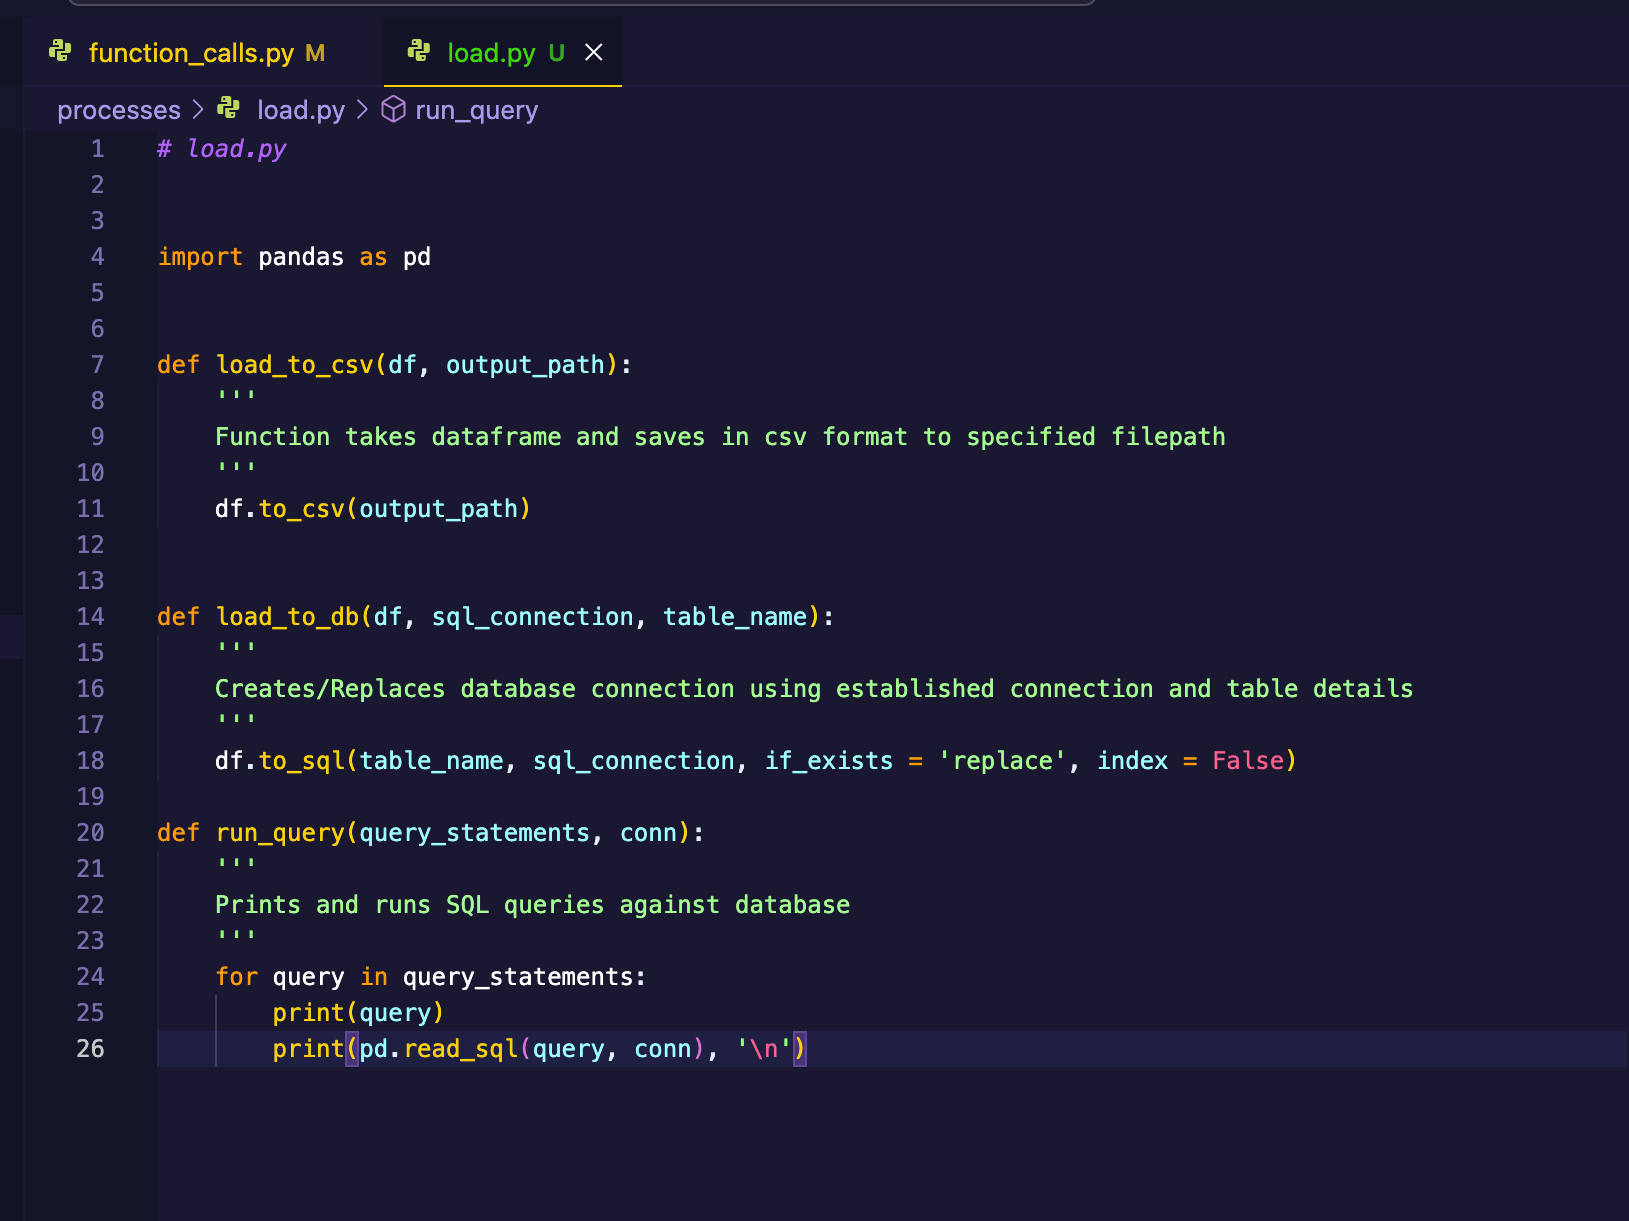 function_calls.py M load.py U
processes > load.py > run_query
1 # load.py
2
3
4 import pandas as pd
5
6
7 def load_to_csv(df, output_path):
8     '''
9     Function takes dataframe and saves in csv format to specified filepath
10     '''
11     df.to_csv(output_path)
12
13
14 def load_to_db(df, sql_connection, table_name):
15     '''
16     Creates/Replaces database connection using established connection and table details
17     '''
18     df.to_sql(table_name, sql_connection, if_exists = 'replace', index = False)
19
20 def run_query(query_statements, conn):
21     '''
22     Prints and runs SQL queries against database
23     '''
24     for query in query_statements:
25         print(query)
26         print(pd.read_sql(query, conn), '\n')